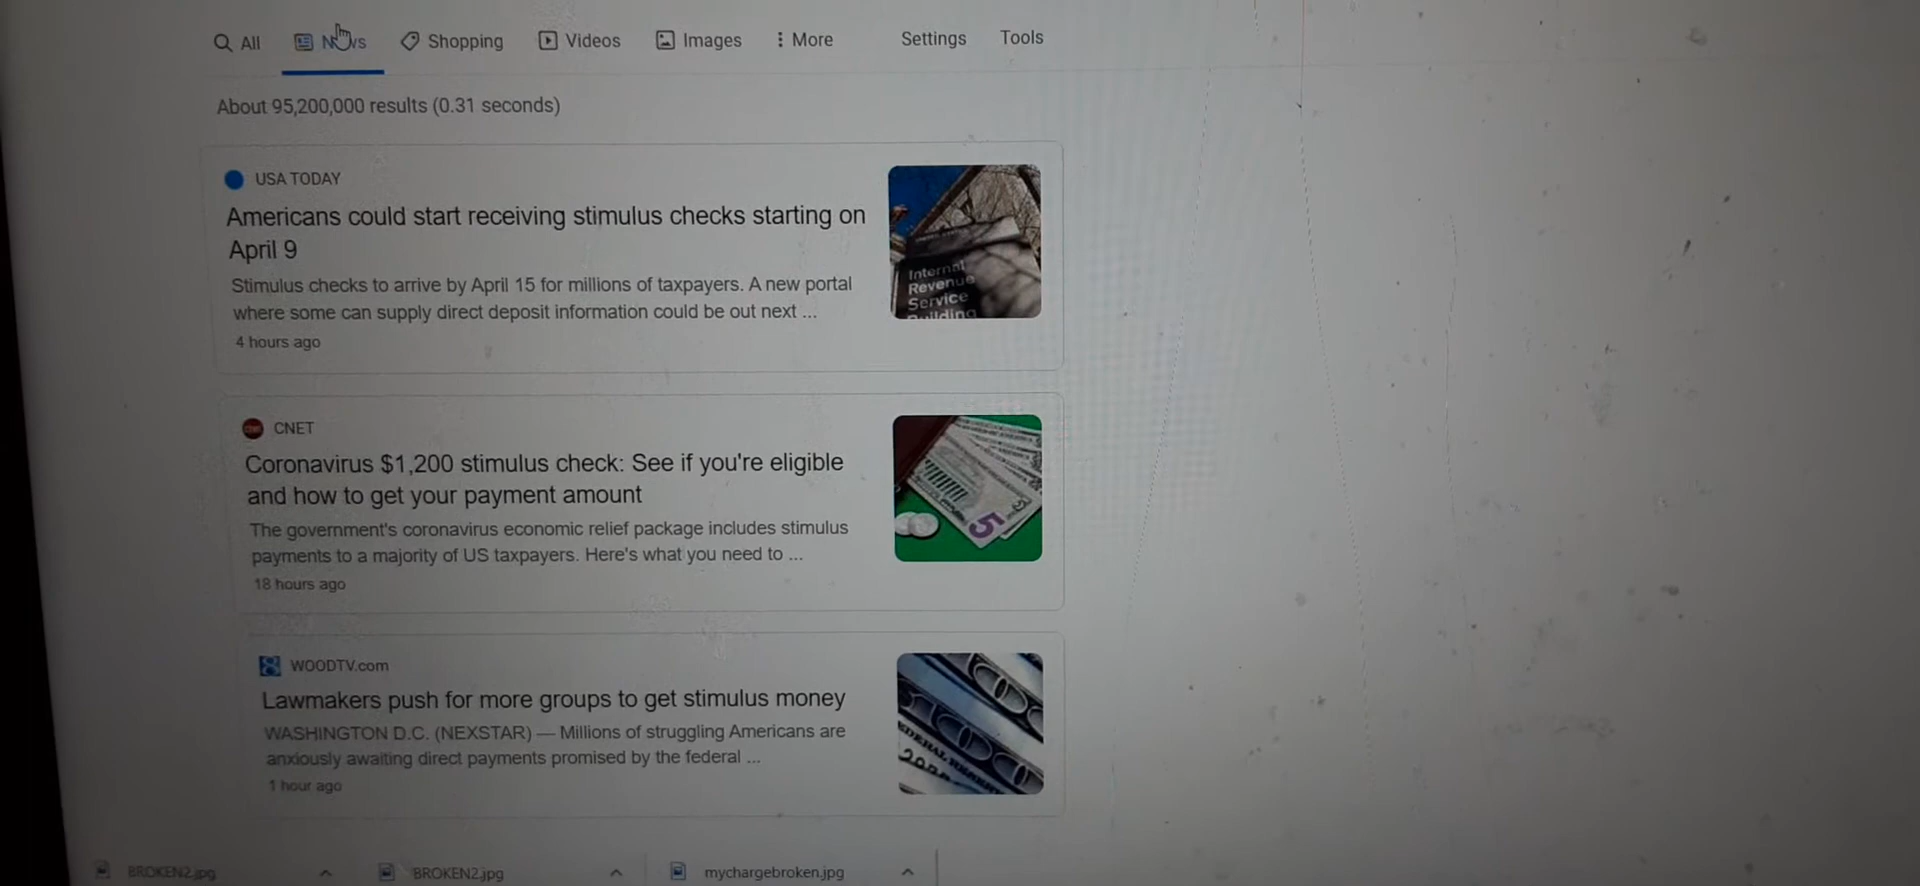 All News Shopping Videos Images More Settings Tools
About 95,200,000 results (0.31 seconds)
USA TODAY
Americans could start receiving stimulus checks starting on
April 9
Stimulus checks to arrive by April 15 for millions of taxpayers. A new portal
where some can supply direct deposit information could be out next ...
4 hours ago
Internal
Revenue
Service
Building
CNET
Coronavirus $1,200 stimulus check: See if you're eligible
and how to get your payment amount
The government's coronavirus economic relief package includes stimulus
payments to a majority of US taxpayers. Here's what you need to ...
18 hours ago
5
WOODTV.com
Lawmakers push for more groups to get stimulus money
WASHINGTON D.C. (NEXSTAR) — Millions of struggling Americans are
anxiously awaiting direct payments promised by the federal ...
1 hour ago
BROKEN2.jpg BROKEN2.jpg mychargebroken.jpg